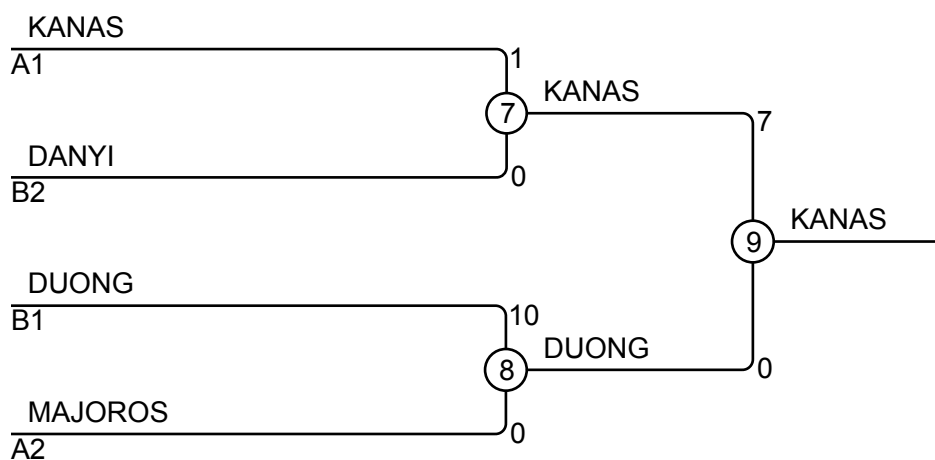 KANAS
A1
1
7
KANAS
7
DANYI
B2
0
9
KANAS
DUONG
B1
10
8
DUONG
0
MAJOROS
A2
0